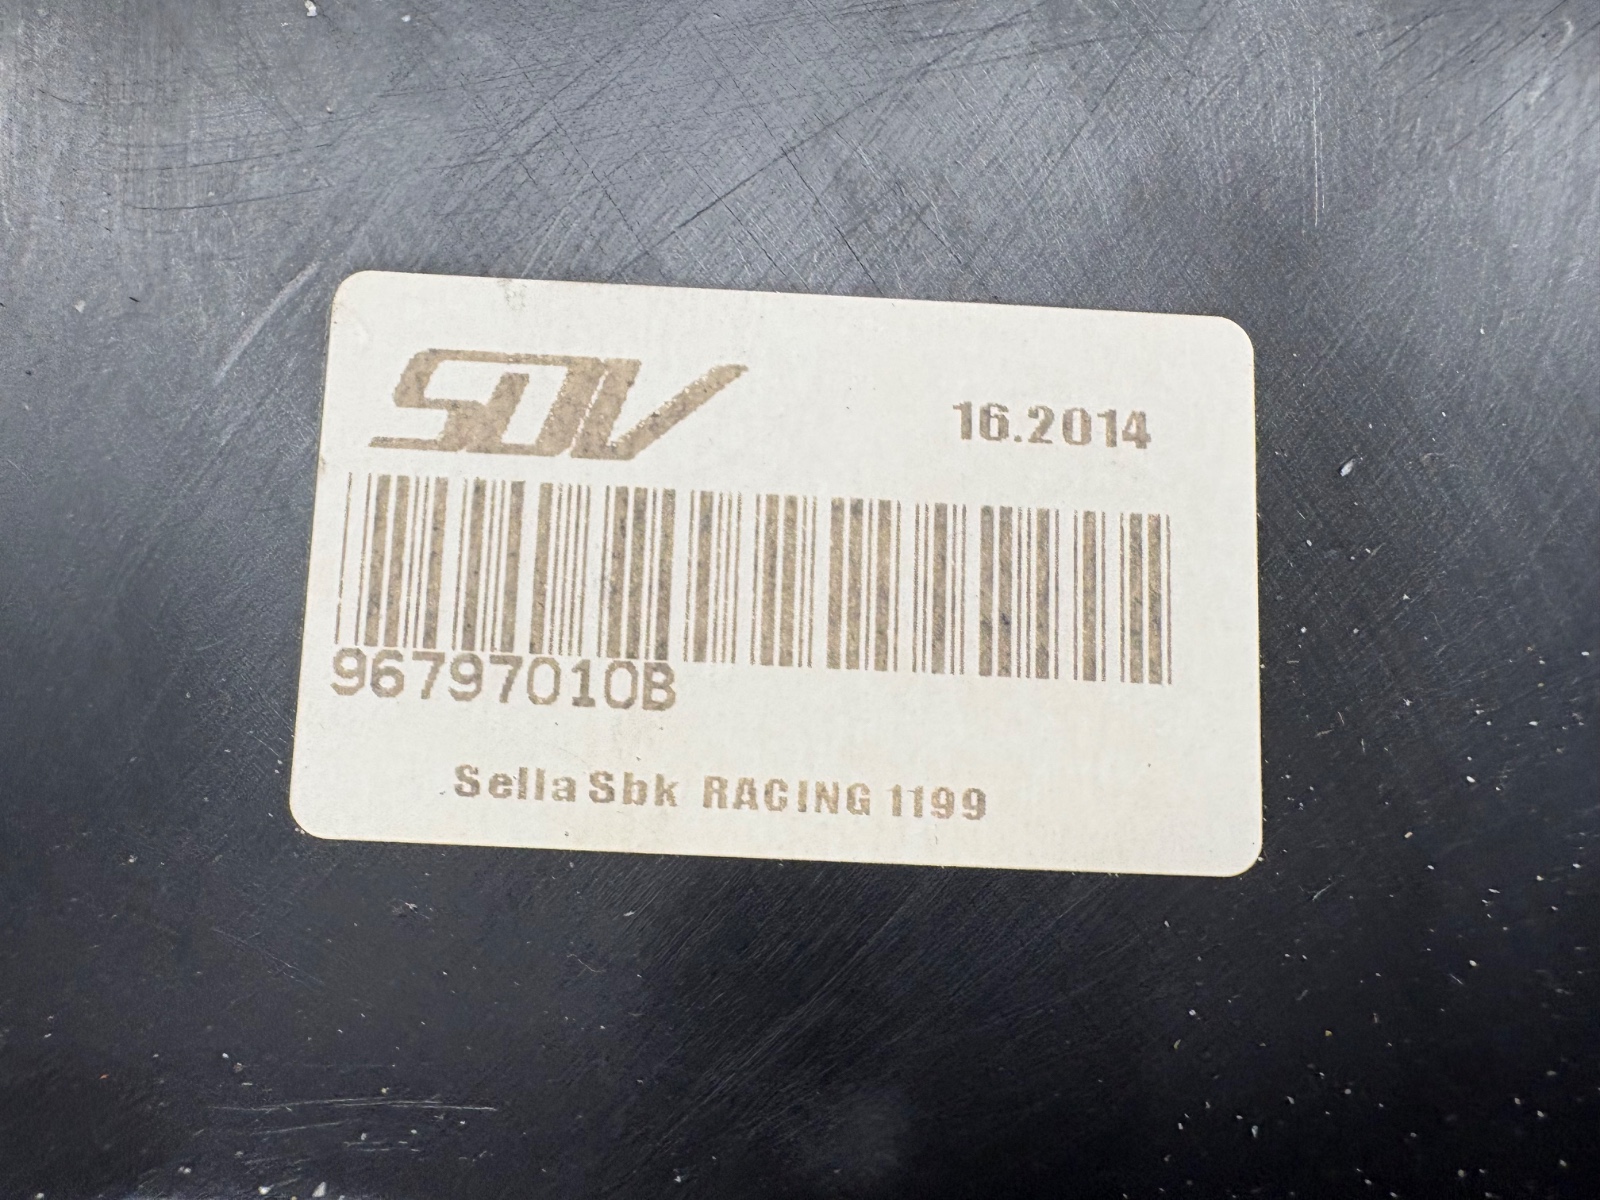 SDV
16.2014
96797010B
Sella Sbk RACING 1199